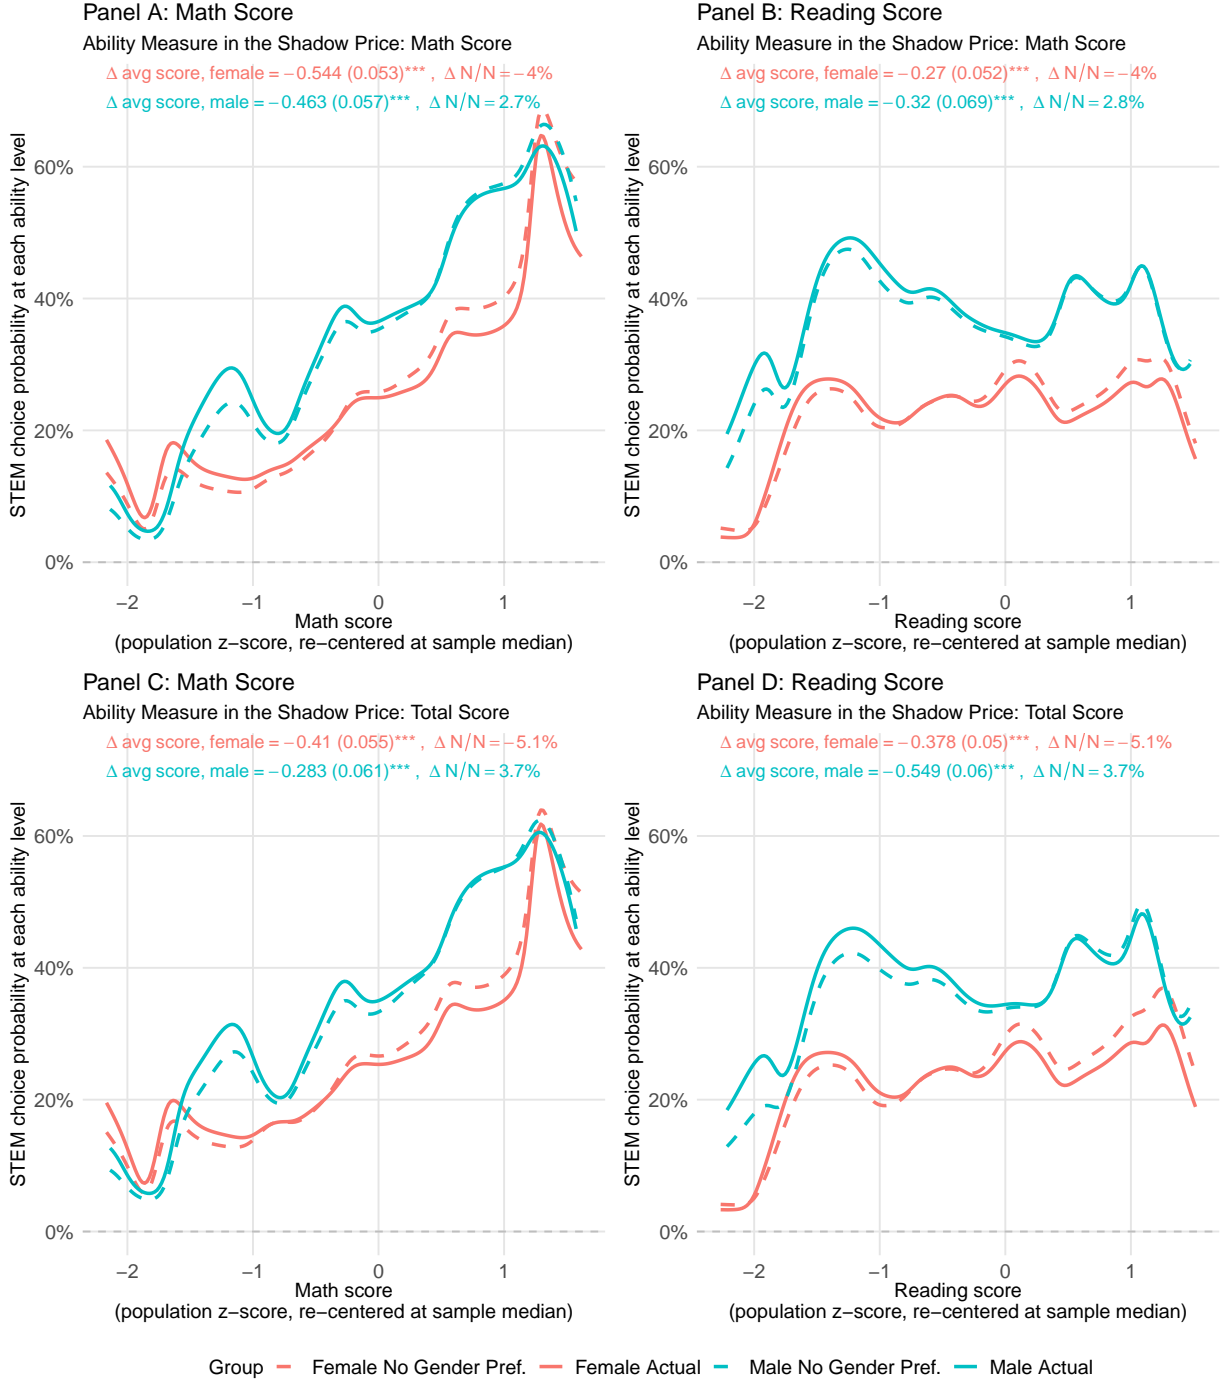 Panel A: Math Score
Ability Measure in the Shadow Price: Math Score
Δ avg score, female = −0.544 (0.053)*** , Δ N/N = −4%
Δ avg score, male = −0.463 (0.057)*** , Δ N/N = 2.7%
STEM choice probability at each ability level
60%
40%
20%
0%
−2 −1 0 1
Math score
(population z−score, re−centered at sample median)
Panel B: Reading Score
Ability Measure in the Shadow Price: Math Score
Δ avg score, female = −0.27 (0.052)*** , Δ N/N = −4%
Δ avg score, male = −0.32 (0.069)*** , Δ N/N = 2.8%
STEM choice probability at each ability level
60%
40%
20%
0%
−2 −1 0 1
Reading score
(population z−score, re−centered at sample median)
Panel C: Math Score
Ability Measure in the Shadow Price: Total Score
Δ avg score, female = −0.41 (0.055)*** , Δ N/N = −5.1%
Δ avg score, male = −0.283 (0.061)*** , Δ N/N = 3.7%
STEM choice probability at each ability level
60%
40%
20%
0%
−2 −1 0 1
Math score
(population z−score, re−centered at sample median)
Panel D: Reading Score
Ability Measure in the Shadow Price: Total Score
Δ avg score, female = −0.378 (0.05)*** , Δ N/N = −5.1%
Δ avg score, male = −0.549 (0.06)*** , Δ N/N = 3.7%
STEM choice probability at each ability level
60%
40%
20%
0%
−2 −1 0 1
Reading score
(population z−score, re−centered at sample median)
Group Female No Gender Pref. Female Actual Male No Gender Pref. Male Actual